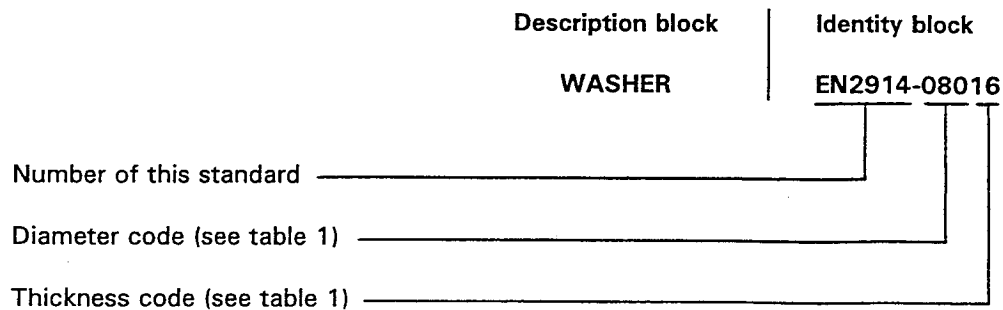 Description block Identity block
WASHER EN2914-08016
Number of this standard
Diameter code (see table 1)
Thickness code (see table 1)